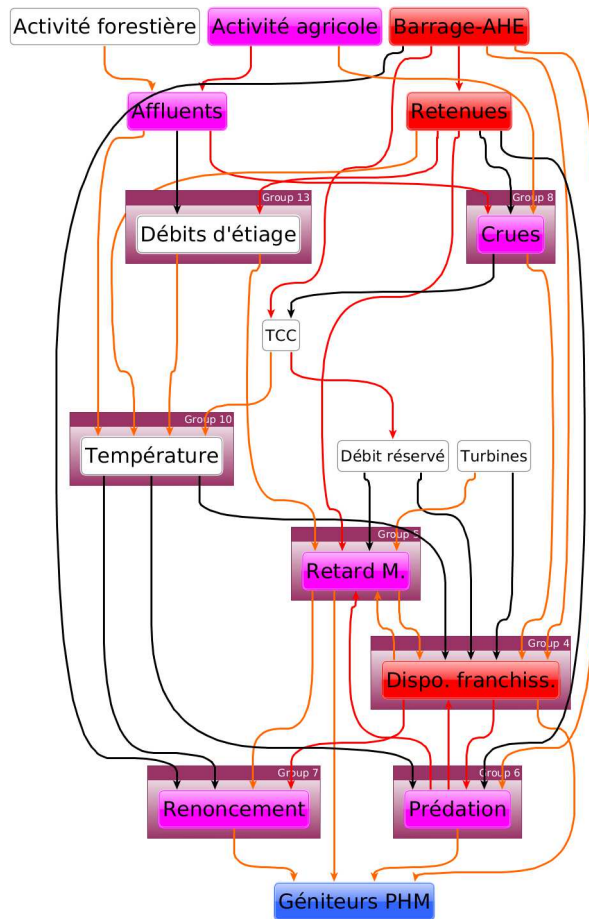 Activité forestière
Activité agricole
Barrage-AHE
Affluents
Retenues
Group 13
Group 8
Débits d'étiage
Crues
TCC
Group 10
Température
Débit réservé
Turbines
Group 5
Retard M.
Group 4
Dispo. franchiss.
Group 7
Group 6
Renoncement
Prédation
Géniteurs PHM